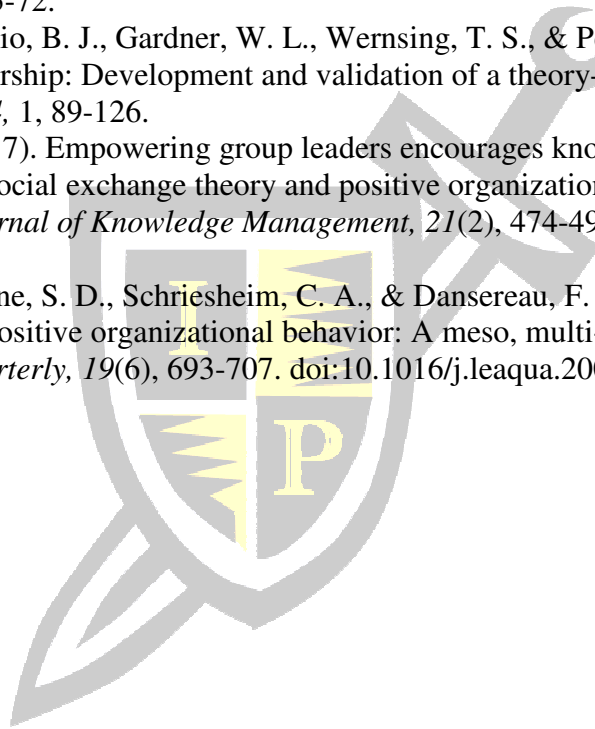 -72.
io, B. J., Gardner, W. L., Wernsing, T. S., & P
rship: Development and validation of a theory-
, 1, 89-126.
7). Empowering group leaders encourages kno
ocial exchange theory and positive organization
rnal of Knowledge Management, 21(2), 474-49
ne, S. D., Schriesheim, C. A., & Dansereau, F.
ositive organizational behavior: A meso, multi-
rterly, 19(6), 693-707. doi:10.1016/j.leaqua.200
I
P